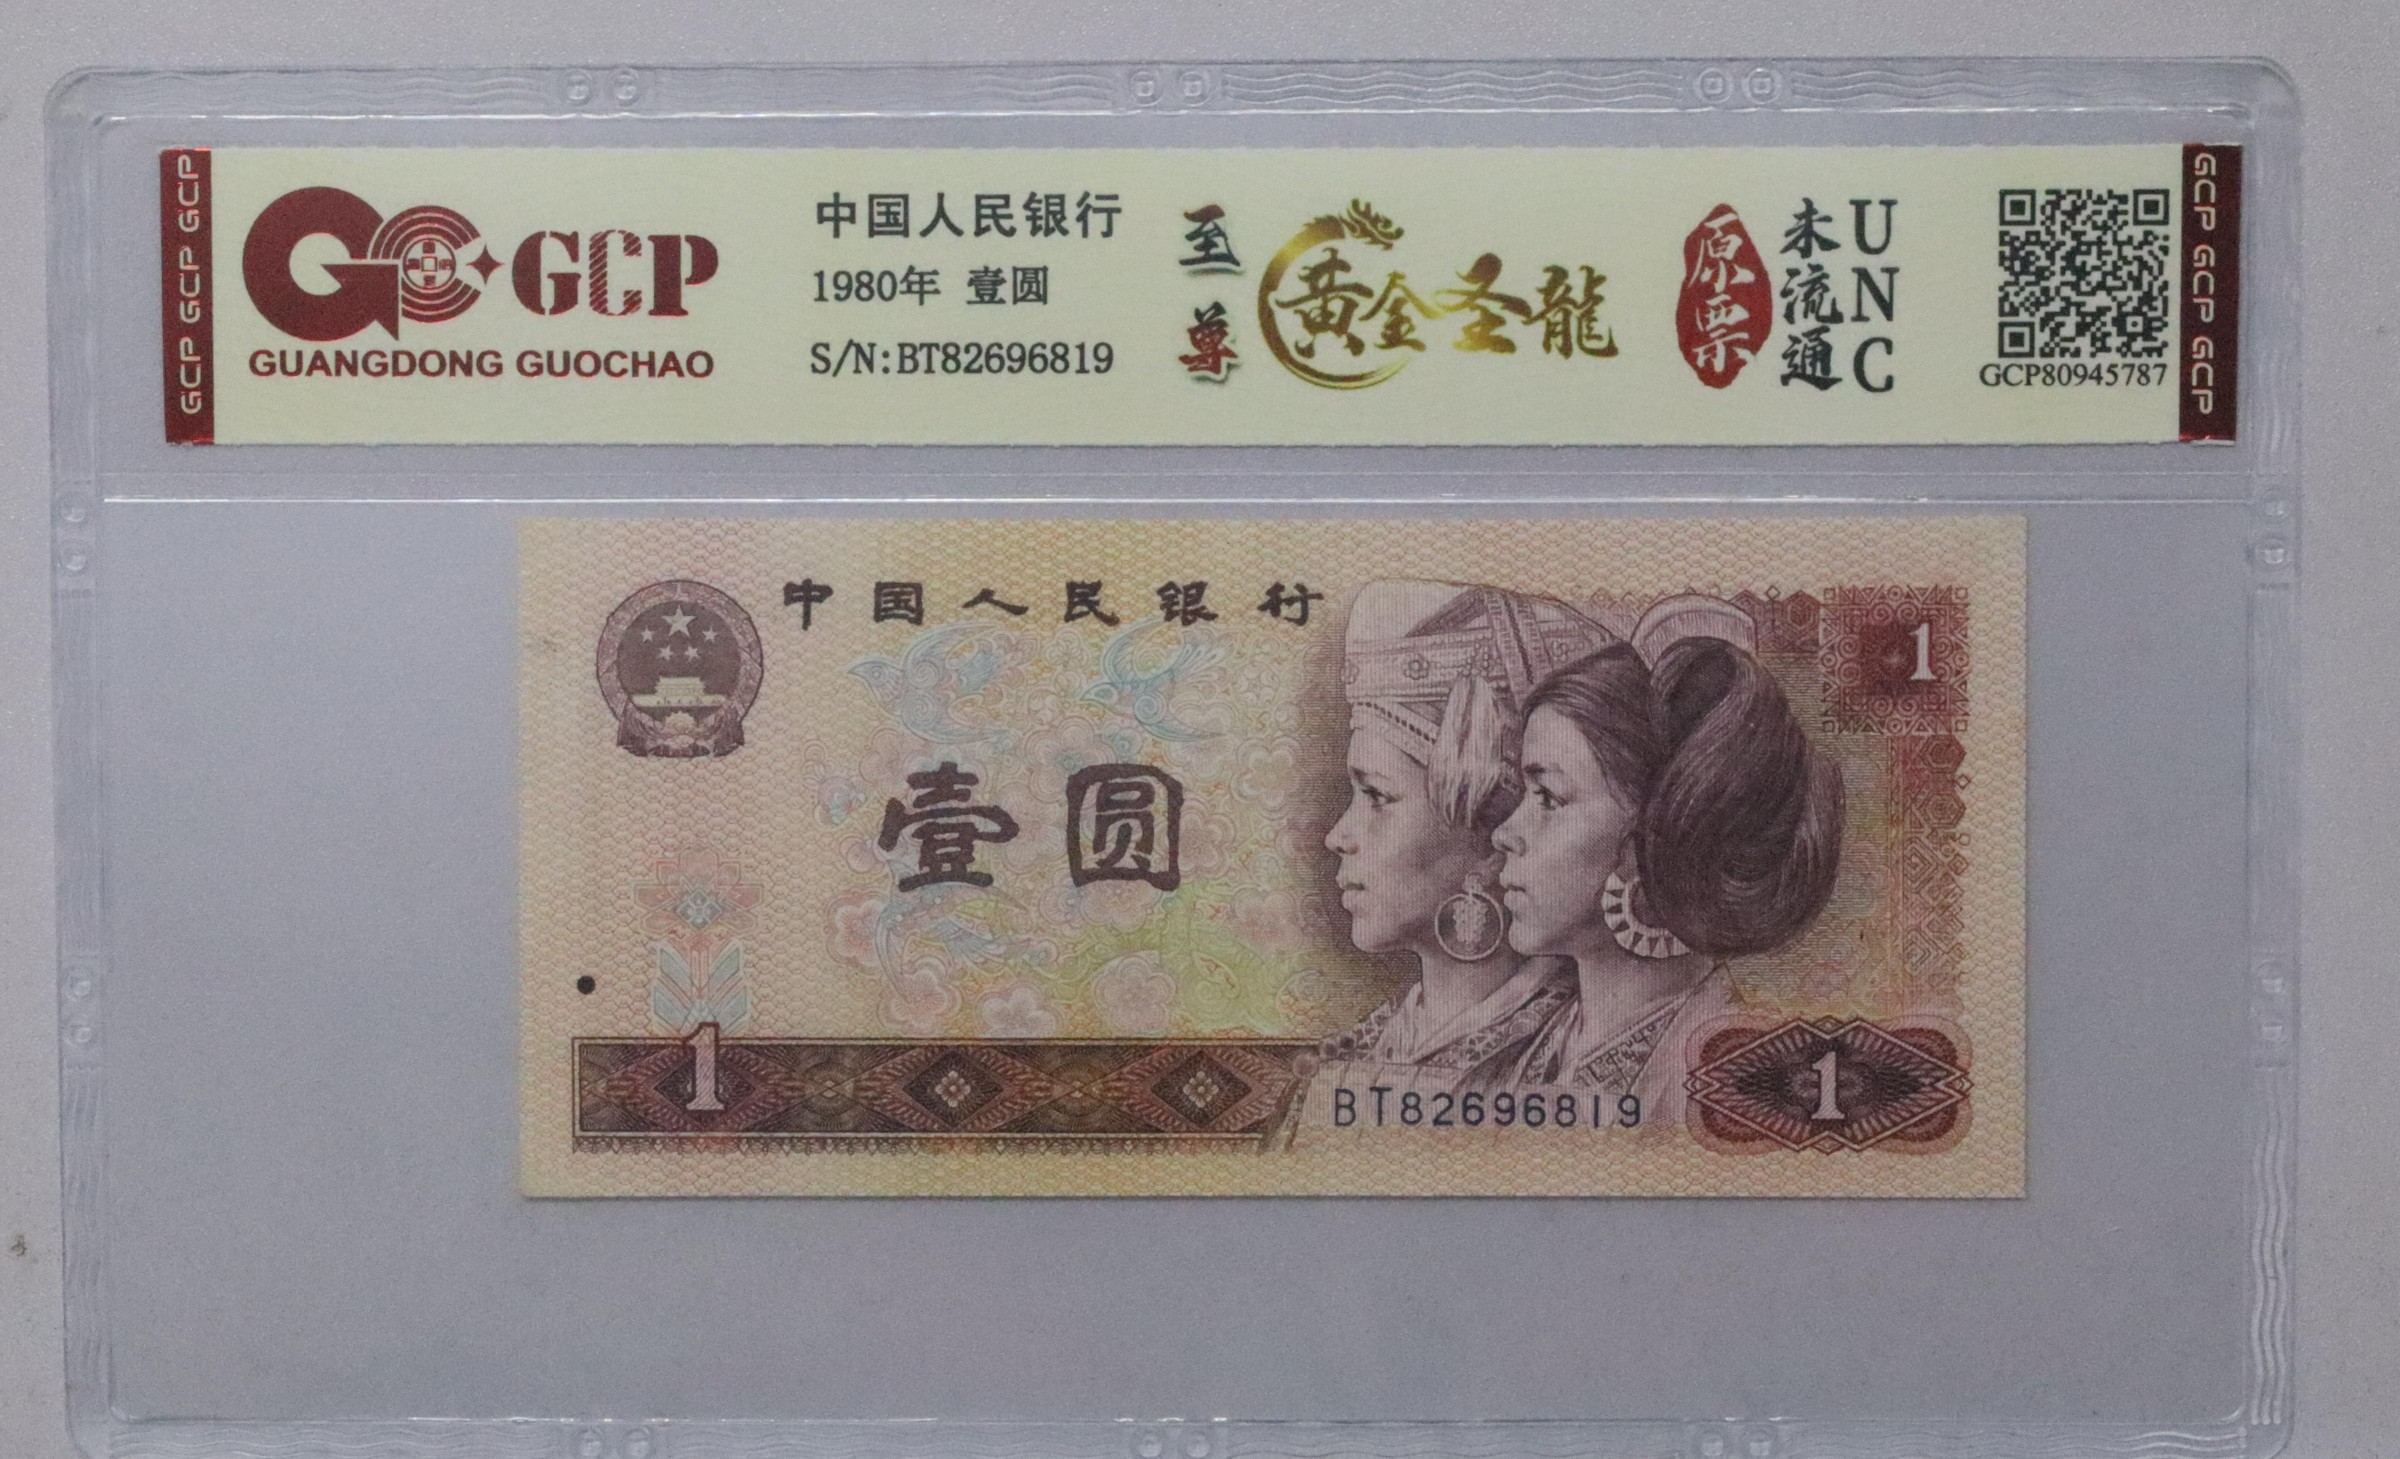 GCP GCP GCP
GCP
GUANGDONG GUOCHAO
中国人民银行
1980年 壹圆
S/N:BT82696819
至尊
黄金圣龍
原票
未流通
UNC
GCP80945787
GCP GCP GCP
中国人民银行
1
壹圆
1
BT82696819
1